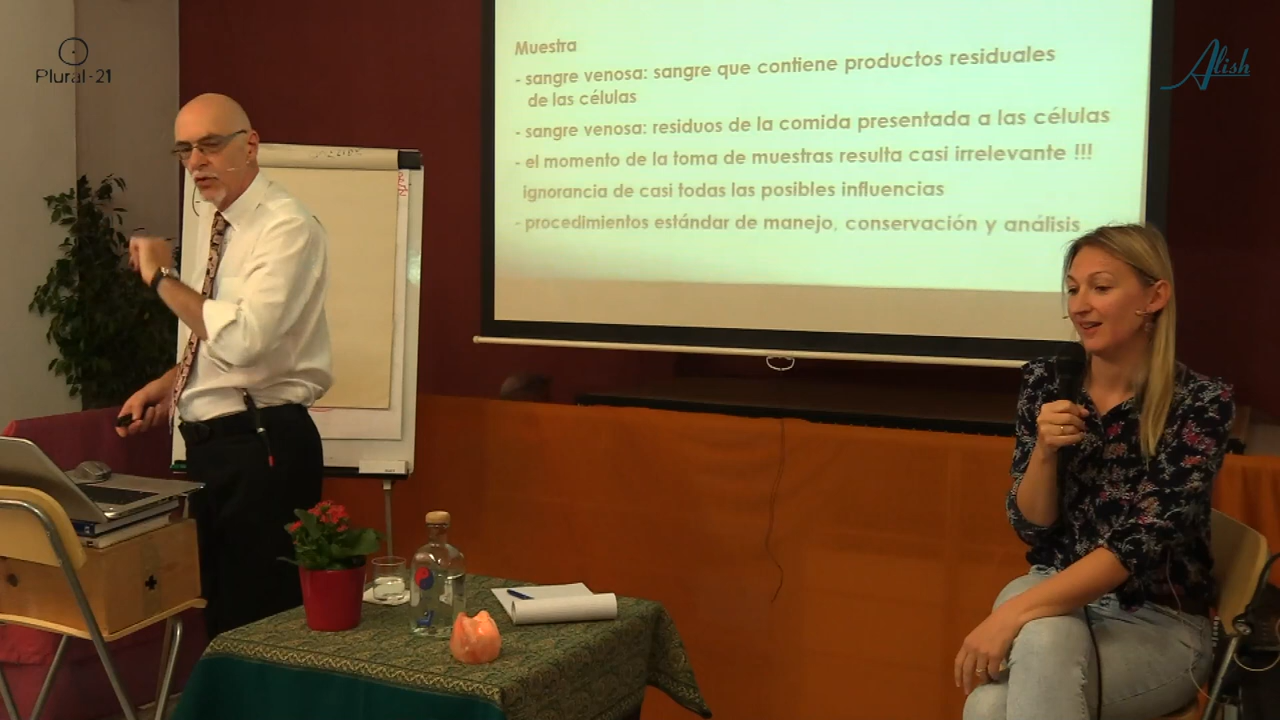 Plural-21
Alish
Muestra
- sangre venosa: sangre que contiene productos residuales
de las células
- sangre venosa: residuos de la comida presentada a las células
- el momento de la toma de muestras resulta casi irrelevante !!!
ignorancia de casi todas las posibles influencias
- procedimientos estándar de manejo, conservación y análisis